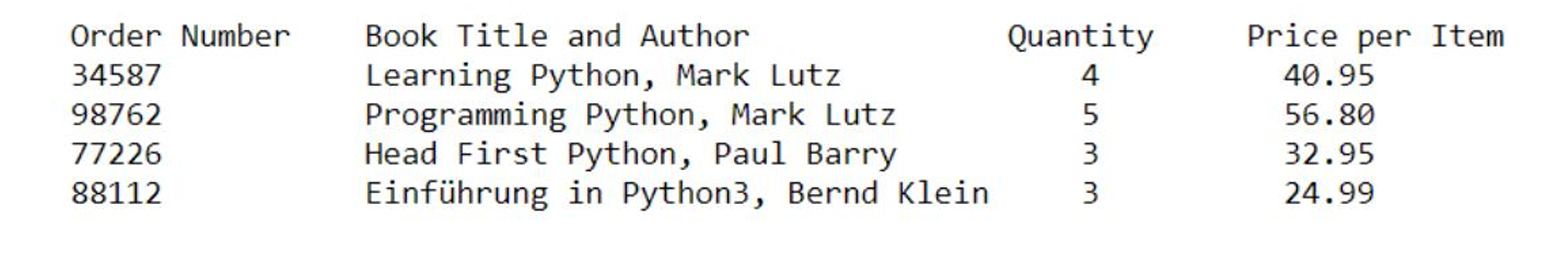 Order Number    Book Title and Author              Quantity     Price per Item
34587           Learning Python, Mark Lutz             4          40.95
98762           Programming Python, Mark Lutz          5          56.80
77226           Head First Python, Paul Barry          3          32.95
88112           Einführung in Python3, Bernd Klein     3          24.99